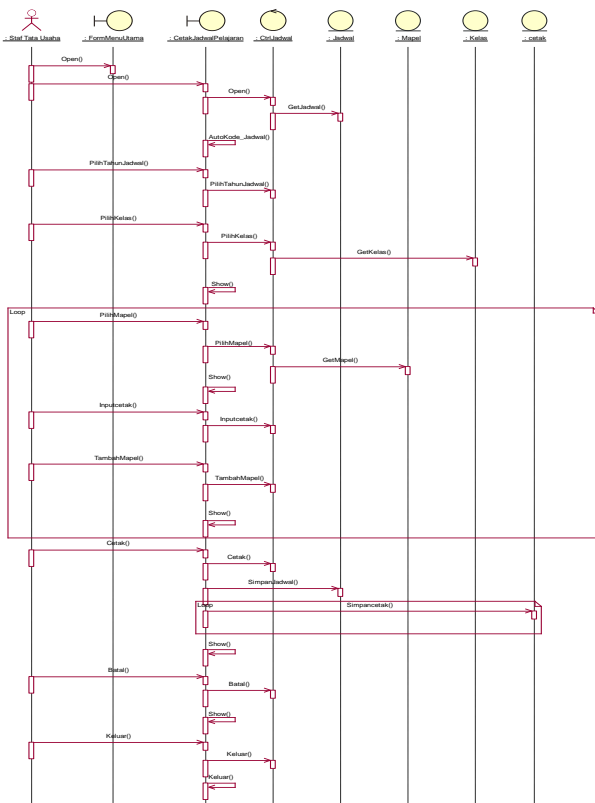 : Staf Tata Usaha
: FormMenuUtama
: CetakJadwalPelajaran
: CtrlJadwal
: Jadwal
: Mapel
: Kelas
: cetak
Open()
Open()
Open()
GetJadwal()
AutoKode_Jadwal()
PilihTahunJadwal()
PilihTahunJadwal()
PilihKelas()
PilihKelas()
GetKelas()
Show()
Loop
PilihMapel()
PilihMapel()
GetMapel()
Show()
Inputcetak()
Inputcetak()
TambahMapel()
TambahMapel()
Show()
Cetak()
Cetak()
SimpanJadwal()
Loop
Simpancetak()
Show()
Batal()
Batal()
Show()
Keluar()
Keluar()
Keluar()